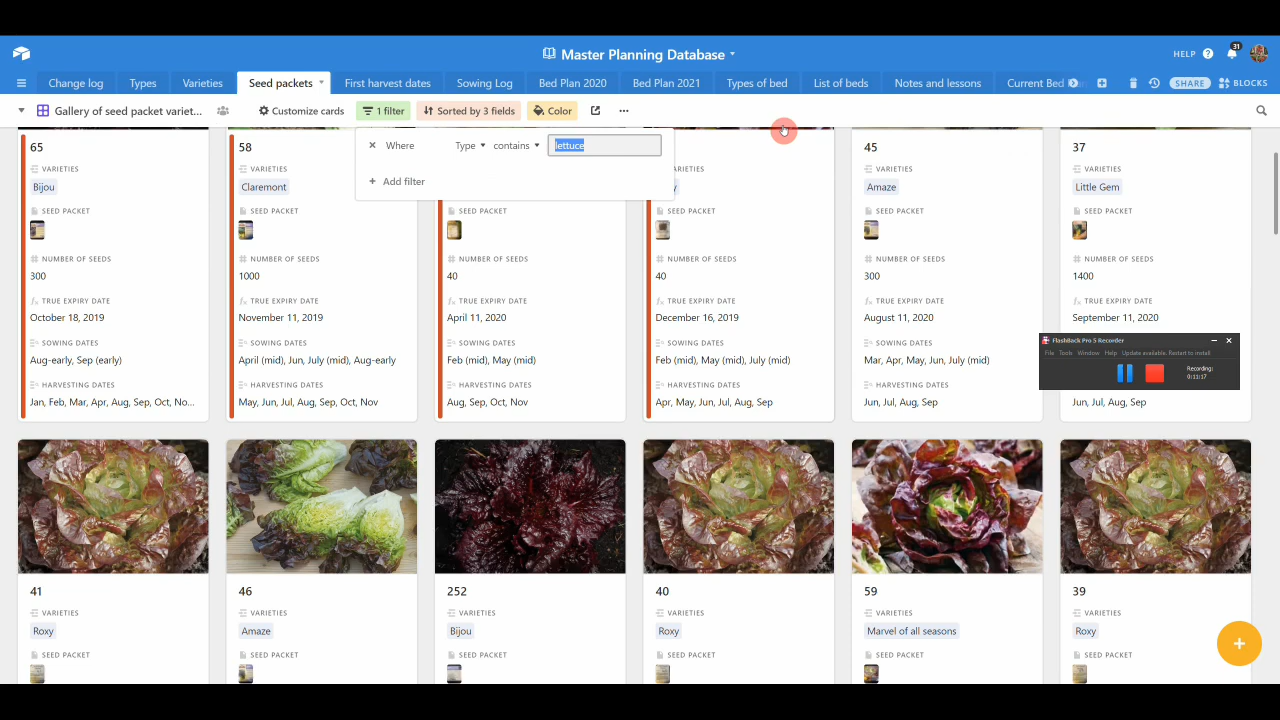 Master Planning Database
HELP
31
Change log
Types
Varieties
Seed packets
First harvest dates
Sowing Log
Bed Plan 2020
Bed Plan 2021
Types of bed
List of beds
Notes and lessons
Current Bed
SHARE
BLOCKS
Gallery of seed packet variet...
Customize cards
1 filter
Sorted by 3 fields
Color
Where
Type
contains
lettuce
+ Add filter
65
58
45
37
VARIETIES
VARIETIES
VARIETIES
VARIETIES
Bijou
Claremont
y
Amaze
Little Gem
SEED PACKET
SEED PACKET
SEED PACKET
SEED PACKET
SEED PACKET
SEED PACKET
NUMBER OF SEEDS
NUMBER OF SEEDS
NUMBER OF SEEDS
NUMBER OF SEEDS
NUMBER OF SEEDS
NUMBER OF SEEDS
300
1000
40
40
300
1400
TRUE EXPIRY DATE
TRUE EXPIRY DATE
TRUE EXPIRY DATE
TRUE EXPIRY DATE
TRUE EXPIRY DATE
TRUE EXPIRY DATE
October 18, 2019
November 11, 2019
April 11, 2020
December 16, 2019
August 11, 2020
September 11, 2020
SOWING DATES
SOWING DATES
SOWING DATES
SOWING DATES
SOWING DATES
Aug-early, Sep (early)
April (mid), Jun, July (mid), Aug-early
Feb (mid), May (mid)
Feb (mid), May (mid), July (mid)
Mar, Apr, May, Jun, July (mid)
HARVESTING DATES
HARVESTING DATES
HARVESTING DATES
HARVESTING DATES
HARVESTING DATES
Jan, Feb, Mar, Apr, Aug, Sep, Oct, No...
May, Jun, Jul, Aug, Sep, Oct, Nov
Aug, Sep, Oct, Nov
Apr, May, Jun, Jul, Aug, Sep
Jun, Jul, Aug, Sep
Jun, Jul, Aug, Sep
FlashBack Pro 5 Recorder
File Tools Window Help Update available. Restart to install
Recording:
0:11:17
41
46
252
40
59
39
VARIETIES
VARIETIES
VARIETIES
VARIETIES
VARIETIES
VARIETIES
Roxy
Amaze
Bijou
Roxy
Marvel of all seasons
Roxy
SEED PACKET
SEED PACKET
SEED PACKET
SEED PACKET
SEED PACKET
SEED PACKET